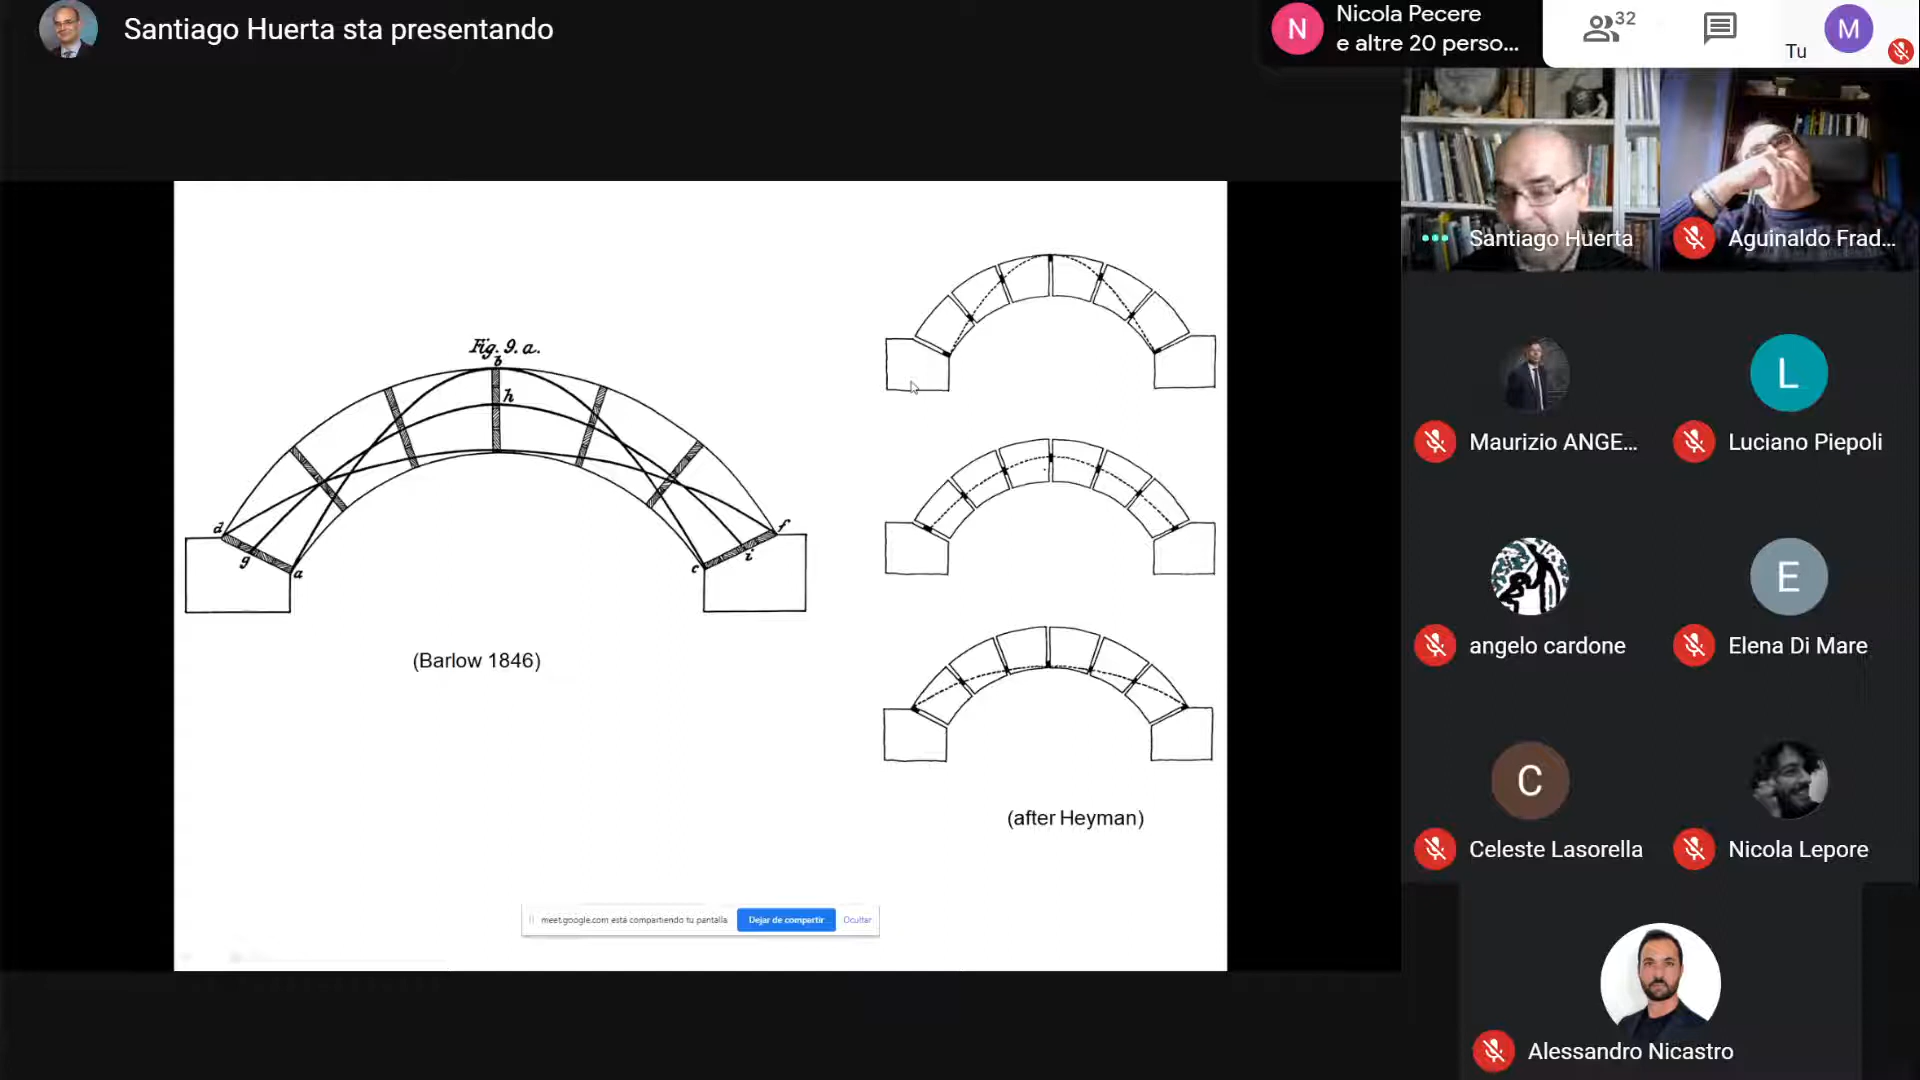 Santiago Huerta sta presentando
N
Nicola Pecere
e altre 20 perso...
32
Tu
M
Santiago Huerta
Aguinaldo Frad...
Fig. 9. a.
b
h
d
f
g
a
c
i
(Barlow 1846)
(after Heyman)
L
Maurizio ANGE...
Luciano Piepoli
E
angelo cardone
Elena Di Mare
C
Celeste Lasorella
Nicola Lepore
meet.google.com está compartiendo tu pantalla
Dejar de compartir
Ocultar
Alessandro Nicastro